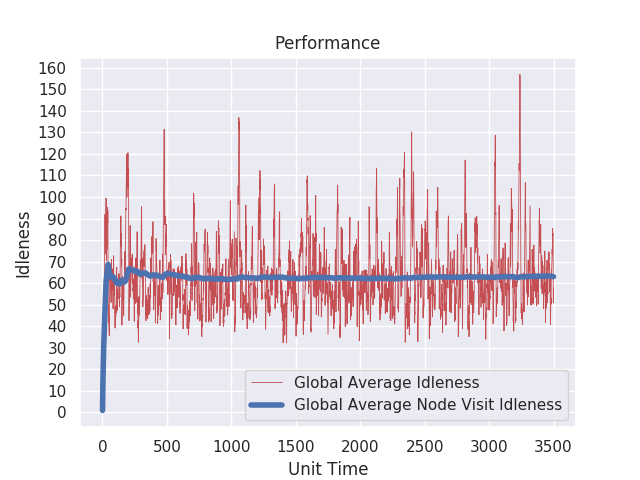 Performance
160
150
140
130
120
110
100
90
80
70
60
50
40
30
20
10
0
Idleness
Global Average Idleness
Global Average Node Visit Idleness
0 500 1000 1500 2000 2500 3000 3500
Unit Time